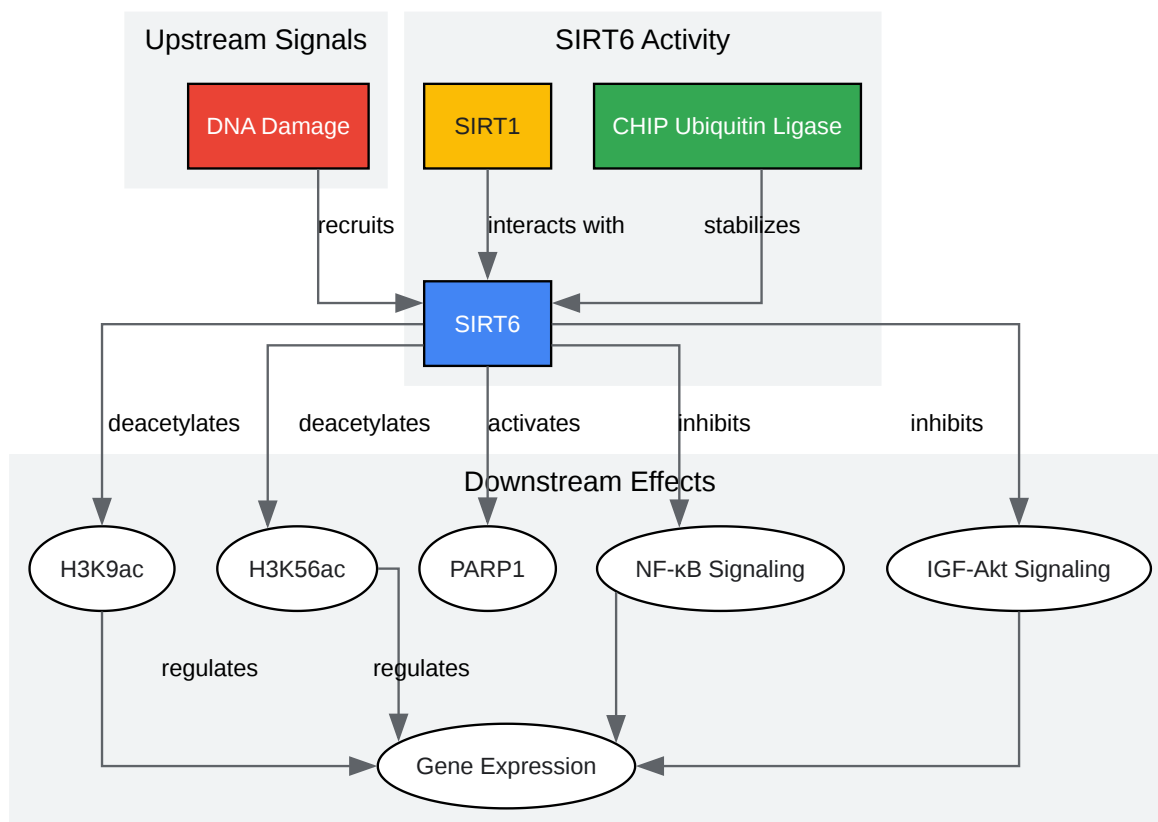 Upstream Signals
SIRT6 Activity
DNA Damage
SIRT1
CHIP Ubiquitin Ligase
recruits
interacts with
stabilizes
SIRT6
deacetylates
deacetylates
activates
inhibits
inhibits
Downstream Effects
H3K9ac
H3K56ac
PARP1
NF-κB Signaling
IGF-Akt Signaling
regulates
regulates
Gene Expression